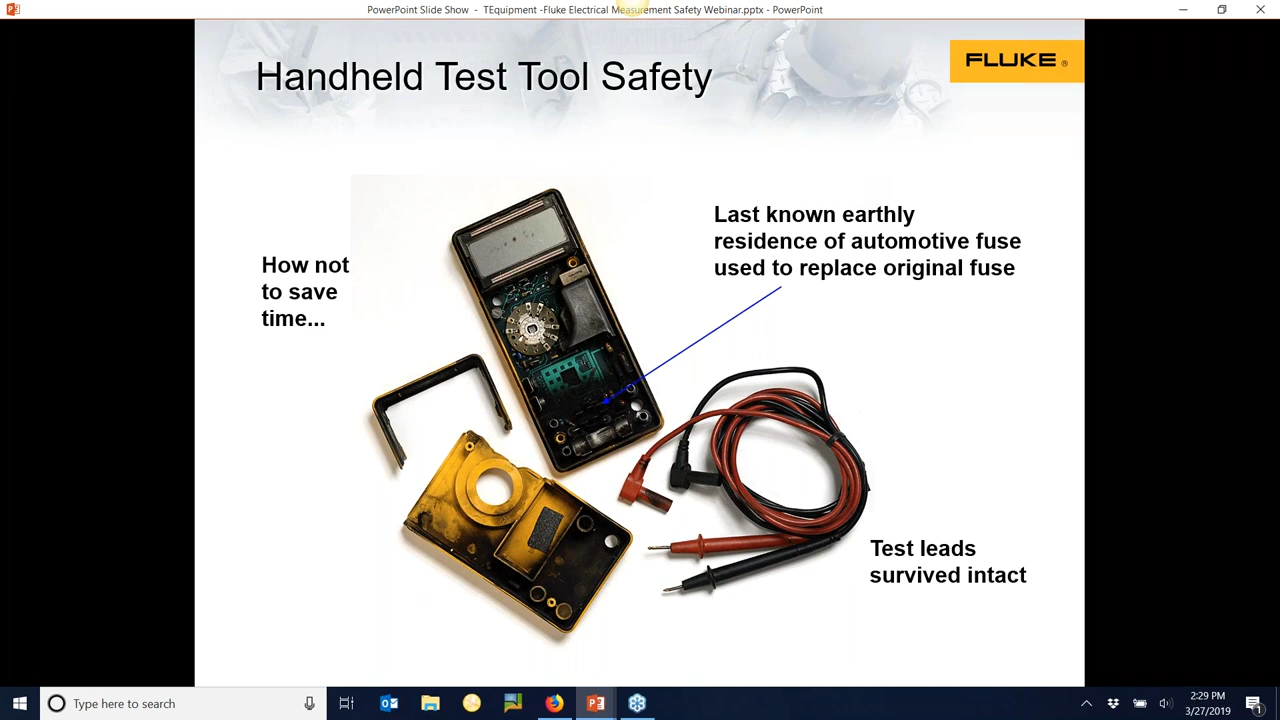 PowerPoint Slide Show - TEquipment -Fluke Electrical Measurement Safety Webinar.pptx - PowerPoint
Handheld Test Tool Safety
FLUKE®
How not
to save
time...
Last known earthly
residence of automotive fuse
used to replace original fuse
Test leads
survived intact
Type here to search
2:29 PM
3/27/2019
1